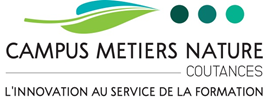 CAMPUS METIERS NATURE
COUTANCES
L'INNOVATION AU SERVICE DE LA FORMATION